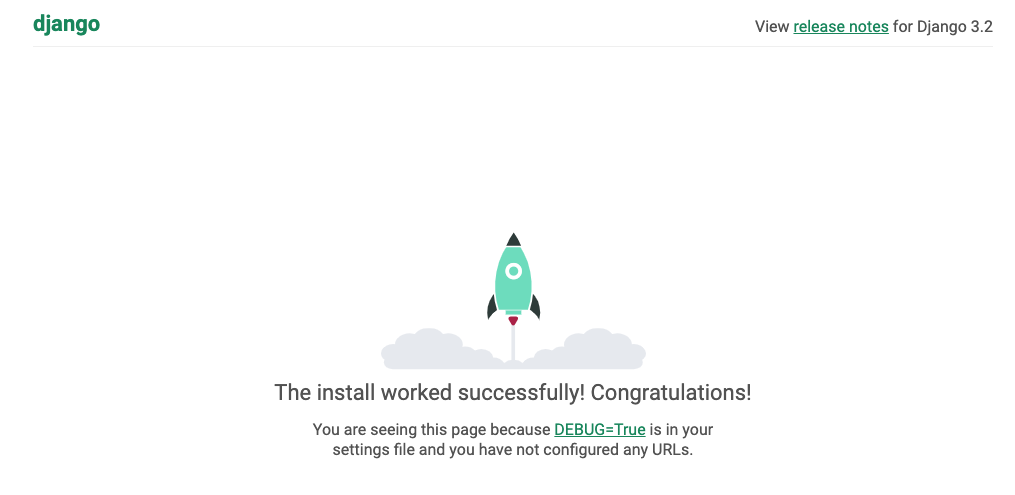 django
View release notes for Django 3.2
The install worked successfully! Congratulations!
You are seeing this page because DEBUG=True is in your
settings file and you have not configured any URLs.